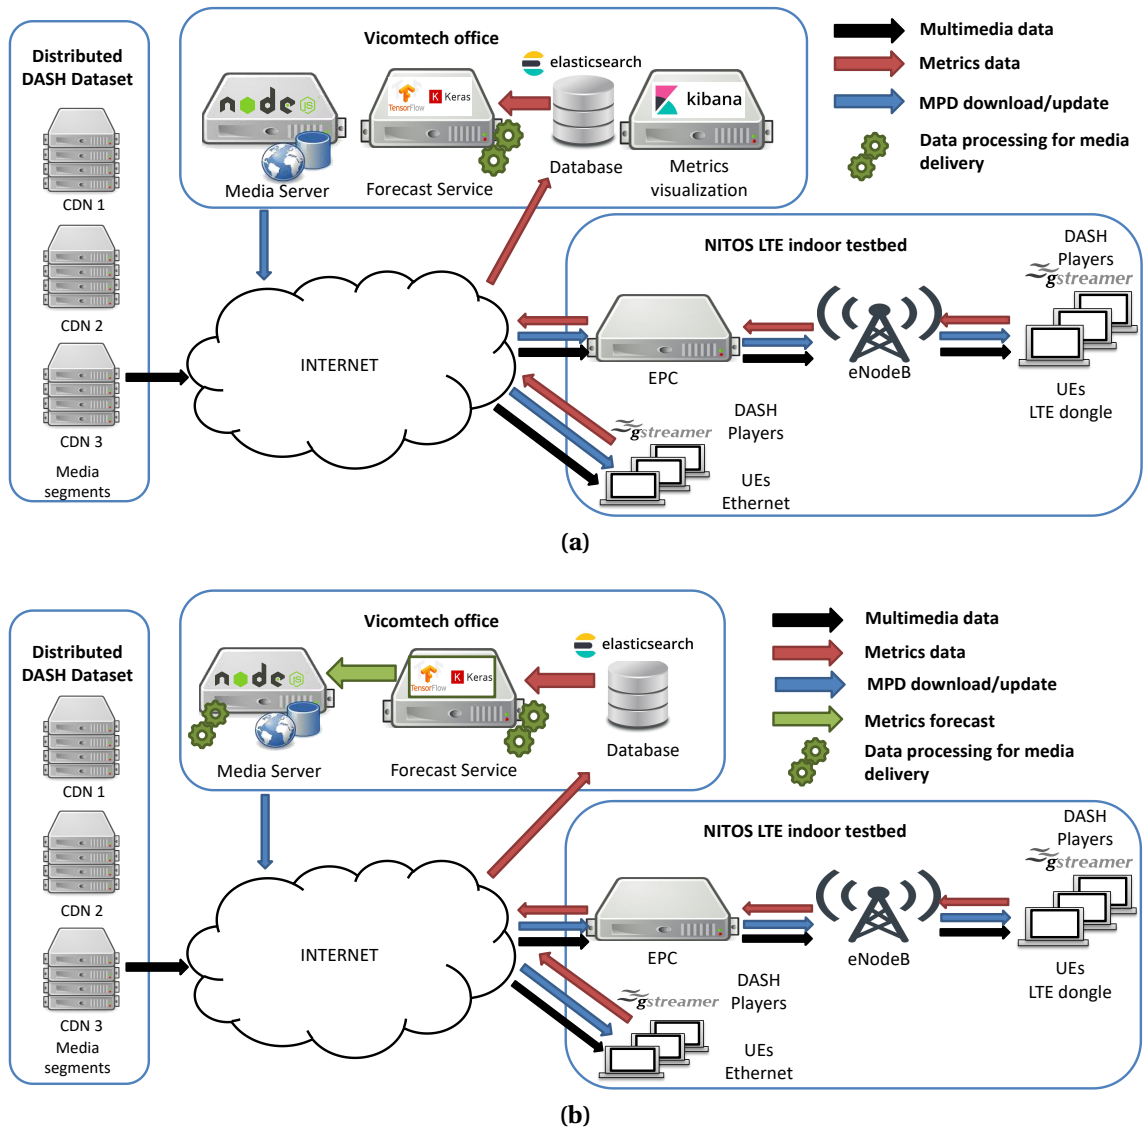 Distributed
DASH Dataset
CDN 1
CDN 2
CDN 3
Media
segments
Vicomtech office
node
JS
Media Server
TensorFlow
K Keras
Forecast Service
elasticsearch
Database
kibana
Metrics
visualization
Multimedia data
Metrics data
MPD download/update
Data processing for media
delivery
INTERNET
NITOS LTE indoor testbed
EPC
eNodeB
DASH
Players
gstreamer
UEs
LTE dongle
gstreamer
DASH
Players
UEs
Ethernet
(a)
Distributed
DASH Dataset
CDN 1
CDN 2
CDN 3
Media
segments
Vicomtech office
node
JS
Media Server
TensorFlow
K Keras
Forecast Service
elasticsearch
Database
Multimedia data
Metrics data
MPD download/update
Metrics forecast
Data processing for media
delivery
INTERNET
NITOS LTE indoor testbed
EPC
eNodeB
DASH
Players
gstreamer
UEs
LTE dongle
gstreamer
DASH
Players
UEs
Ethernet
(b)